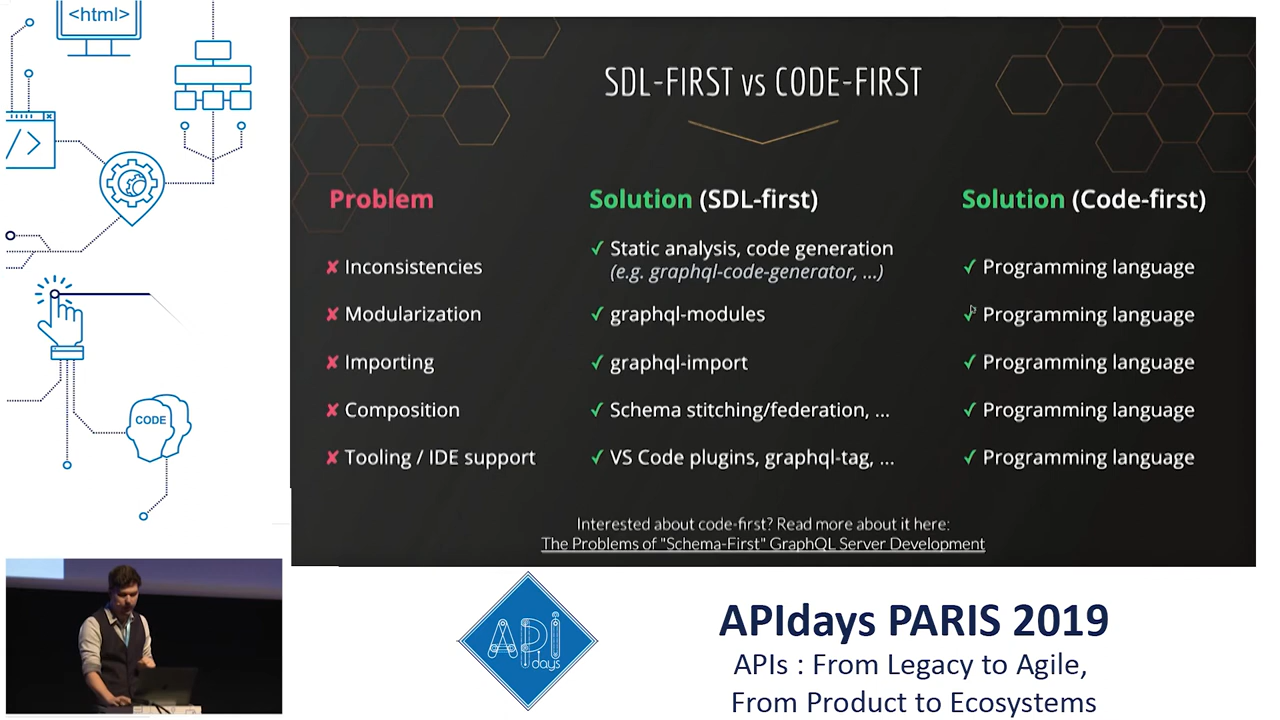 <html>
/>
CODE
SDL-FIRST vs CODE-FIRST
Problem
Solution (SDL-first)
Solution (Code-first)
✘ Inconsistencies
✓ Static analysis, code generation
(e.g. graphql-code-generator, ...)
✓ Programming language
✘ Modularization
✓ graphql-modules
✓ Programming language
✘ Importing
✓ graphql-import
✓ Programming language
✘ Composition
✓ Schema stitching/federation, ...
✓ Programming language
✘ Tooling / IDE support
✓ VS Code plugins, graphql-tag, ...
✓ Programming language
Interested about code-first? Read more about it here:
The Problems of "Schema-First" GraphQL Server Development
API
days
APIdays PARIS 2019
APIs : From Legacy to Agile,
From Product to Ecosystems